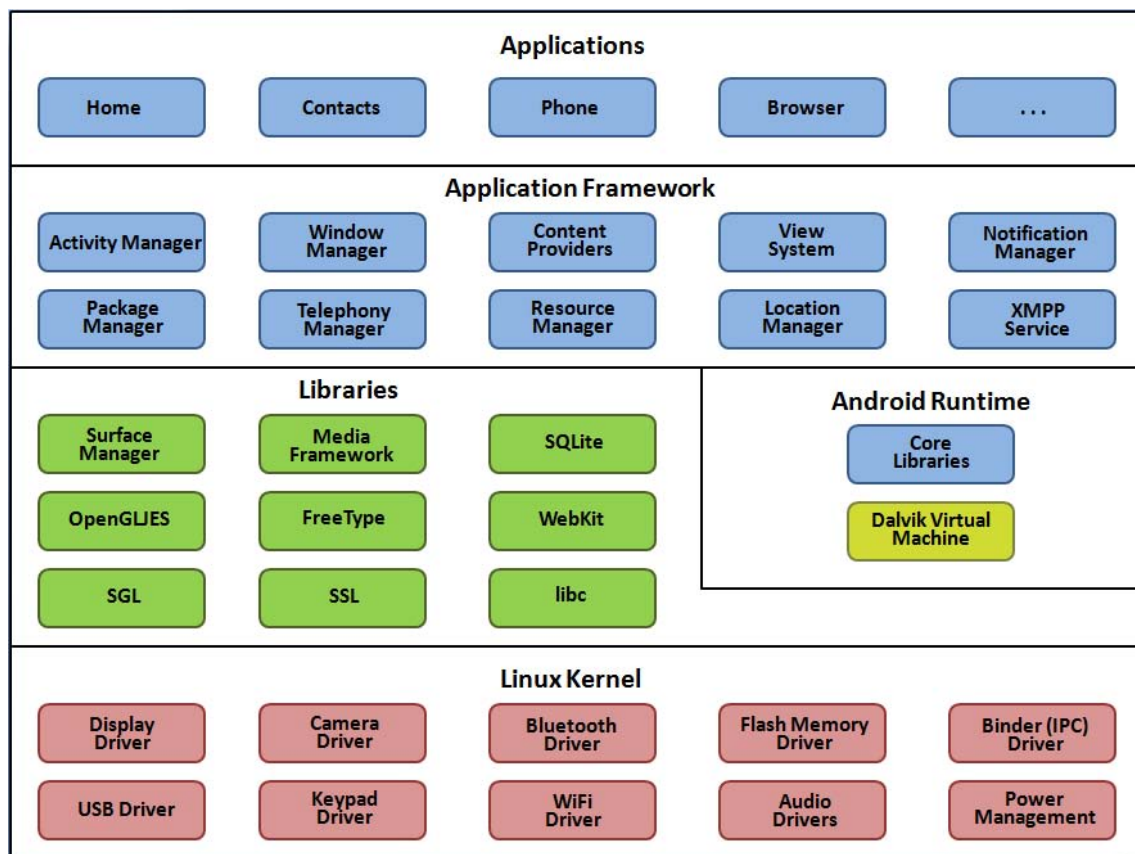 Applications
Home
Contacts
Phone
Browser
...
Application Framework
Activity Manager
Window
Manager
Content
Providers
View
System
Notification
Manager
Package
Manager
Telephony
Manager
Resource
Manager
Location
Manager
XMPP
Service
Libraries
Surface
Manager
Media
Framework
SQLite
OpenGLJES
FreeType
WebKit
SGL
SSL
libc
Android Runtime
Core
Libraries
Dalvik Virtual
Machine
Linux Kernel
Display
Driver
Camera
Driver
Bluetooth
Driver
Flash Memory
Driver
Binder (IPC)
Driver
USB Driver
Keypad
Driver
WiFi
Driver
Audio
Drivers
Power
Management